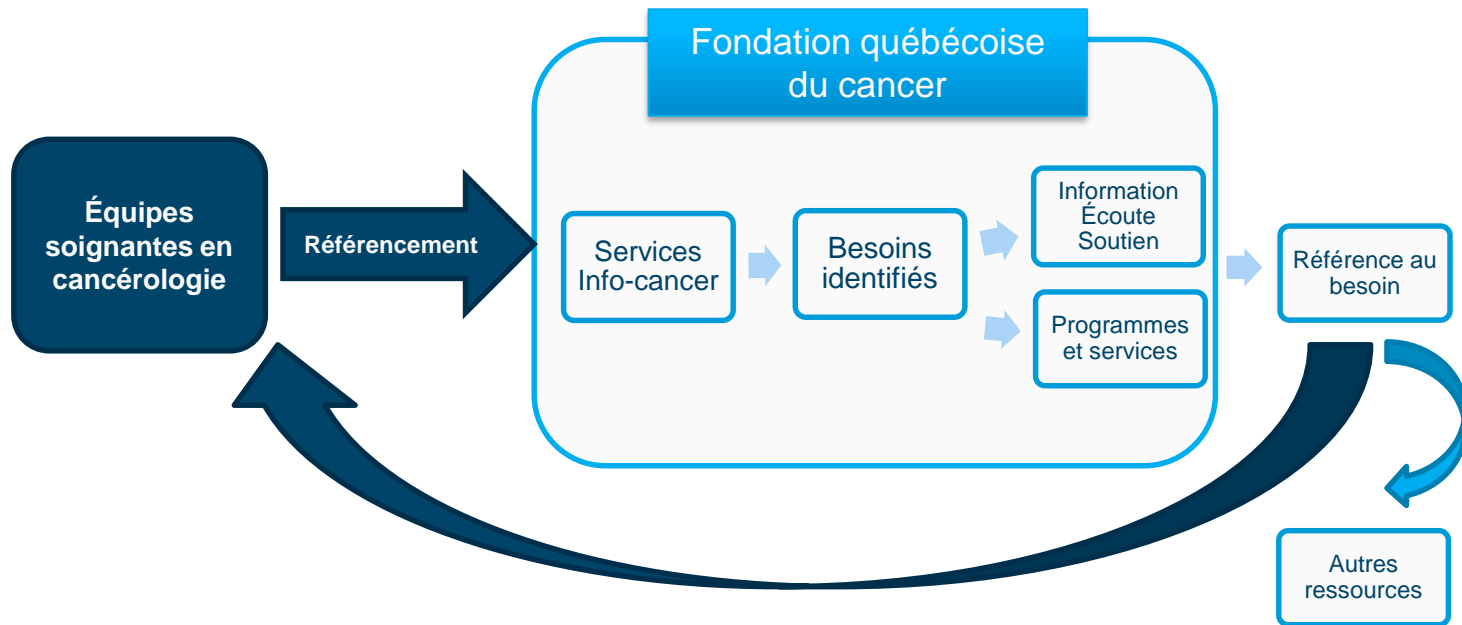 Fondation québécoise
du cancer
Équipes
soignantes en
cancérologie
Référencement
Services
Info-cancer
Besoins
identifiés
Information
Écoute
Soutien
Programmes
et services
Référence au
besoin
Autres
ressources